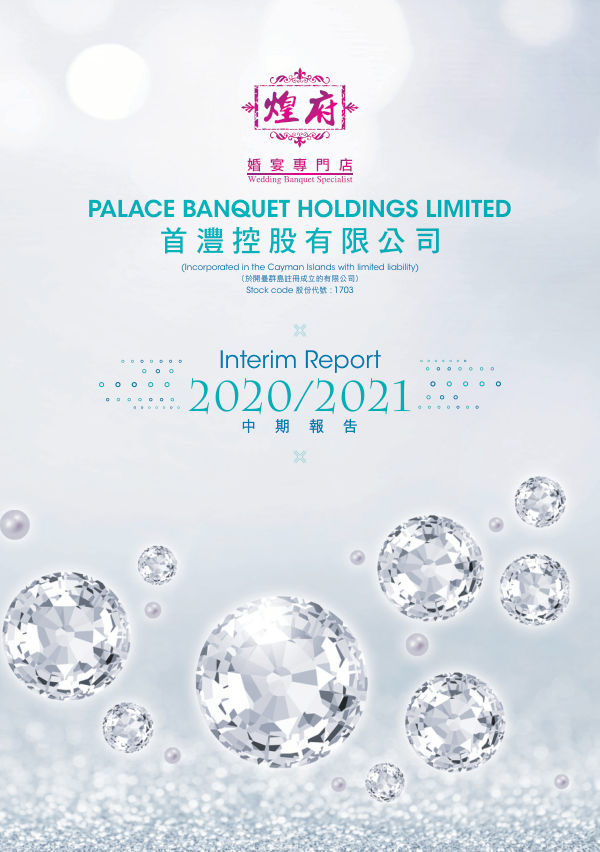 煌府
婚宴專門店
Wedding Banquet Specialist
PALACE BANQUET HOLDINGS LIMITED
首灃控股有限公司
(Incorporated in the Cayman Islands with limited liability)
(於開曼群島註冊成立的有限公司)
Stock code 股份代號 : 1703
Interim Report
2020/2021
中期報告